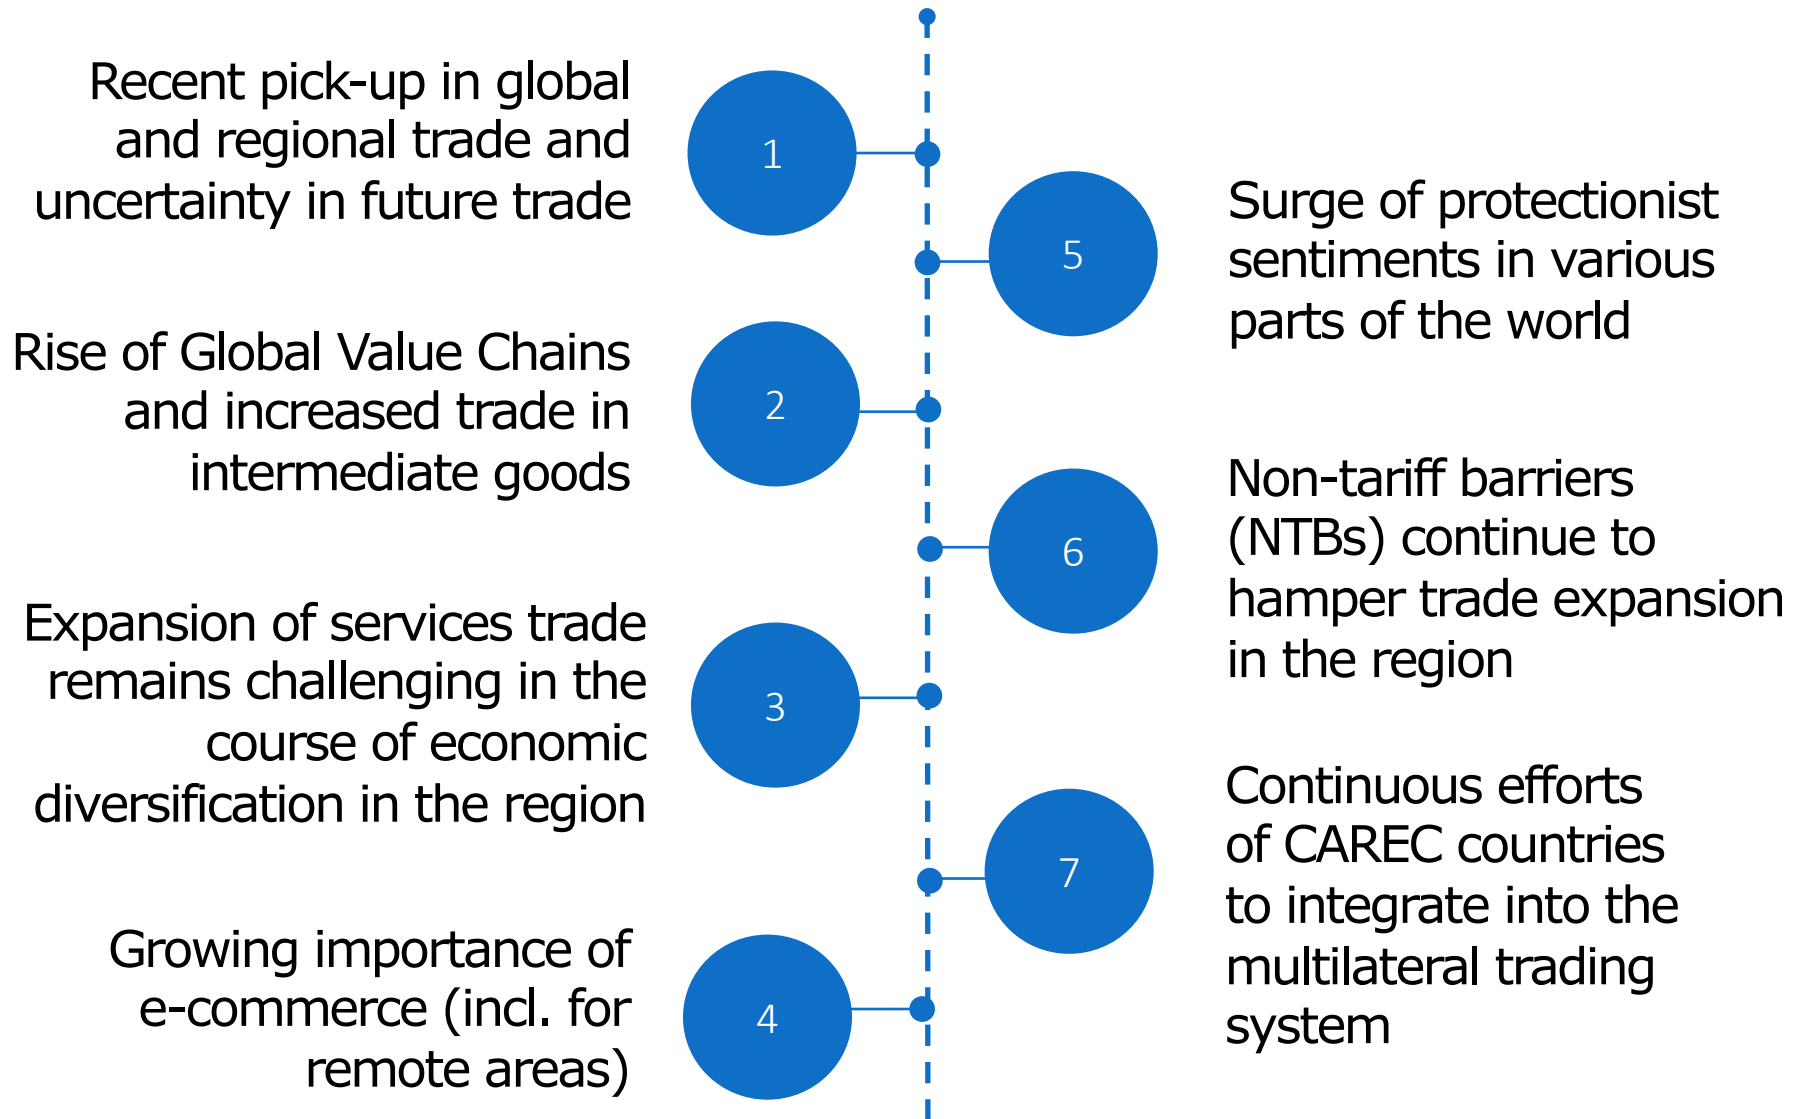 Recent pick-up in global
and regional trade and
uncertainty in future trade
1
Rise of Global Value Chains
and increased trade in
intermediate goods
2
Expansion of services trade
remains challenging in the
course of economic
diversification in the region
3
Growing importance of
e-commerce (incl. for
remote areas)
4
5
Surge of protectionist
sentiments in various
parts of the world
6
Non-tariff barriers
(NTBs) continue to
hamper trade expansion
in the region
7
Continuous efforts
of CAREC countries
to integrate into the
multilateral trading
system